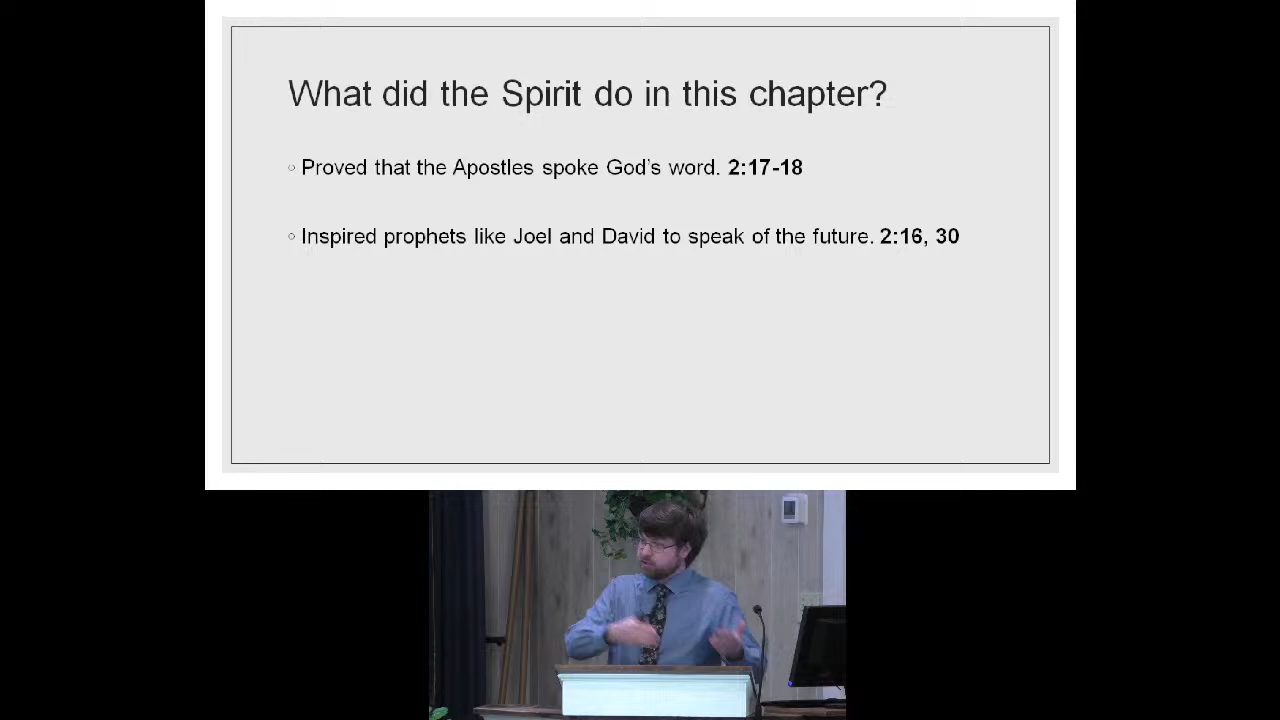 What did the Spirit do in this chapter?
◦ Proved that the Apostles spoke God's word. 2:17-18
◦ Inspired prophets like Joel and David to speak of the future. 2:16, 30